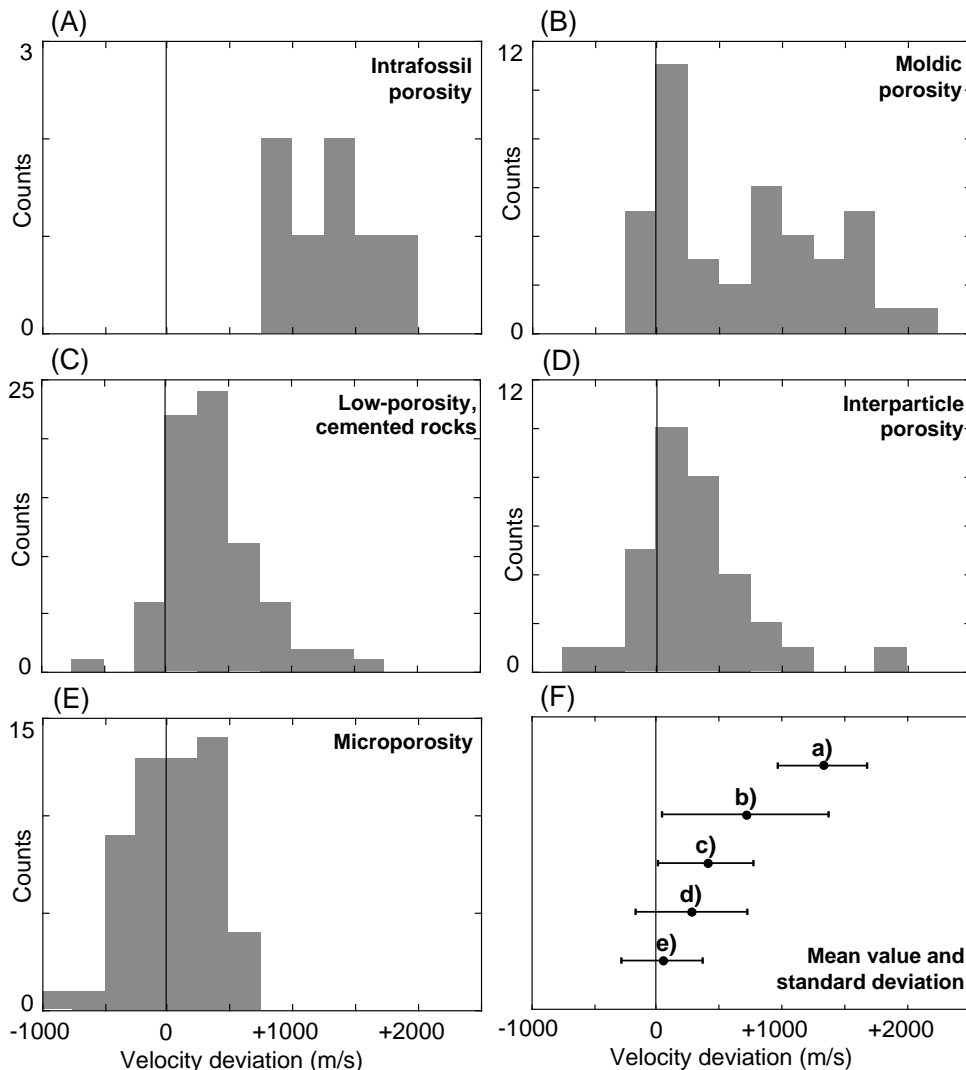 (A)
3
Intrafossil
porosity
Counts
0
(B)
12
Moldic
porosity
Counts
0
(C)
25
Low-porosity,
cemented rocks
Counts
0
(D)
12
Interparticle
porosity
Counts
0
(E)
15
Microporosity
Counts
0
-1000 0 +1000 +2000
Velocity deviation (m/s)
(F)
a)
b)
c)
d)
e)
Mean value and
standard deviation
-1000 0 +1000 +2000
Velocity deviation (m/s)